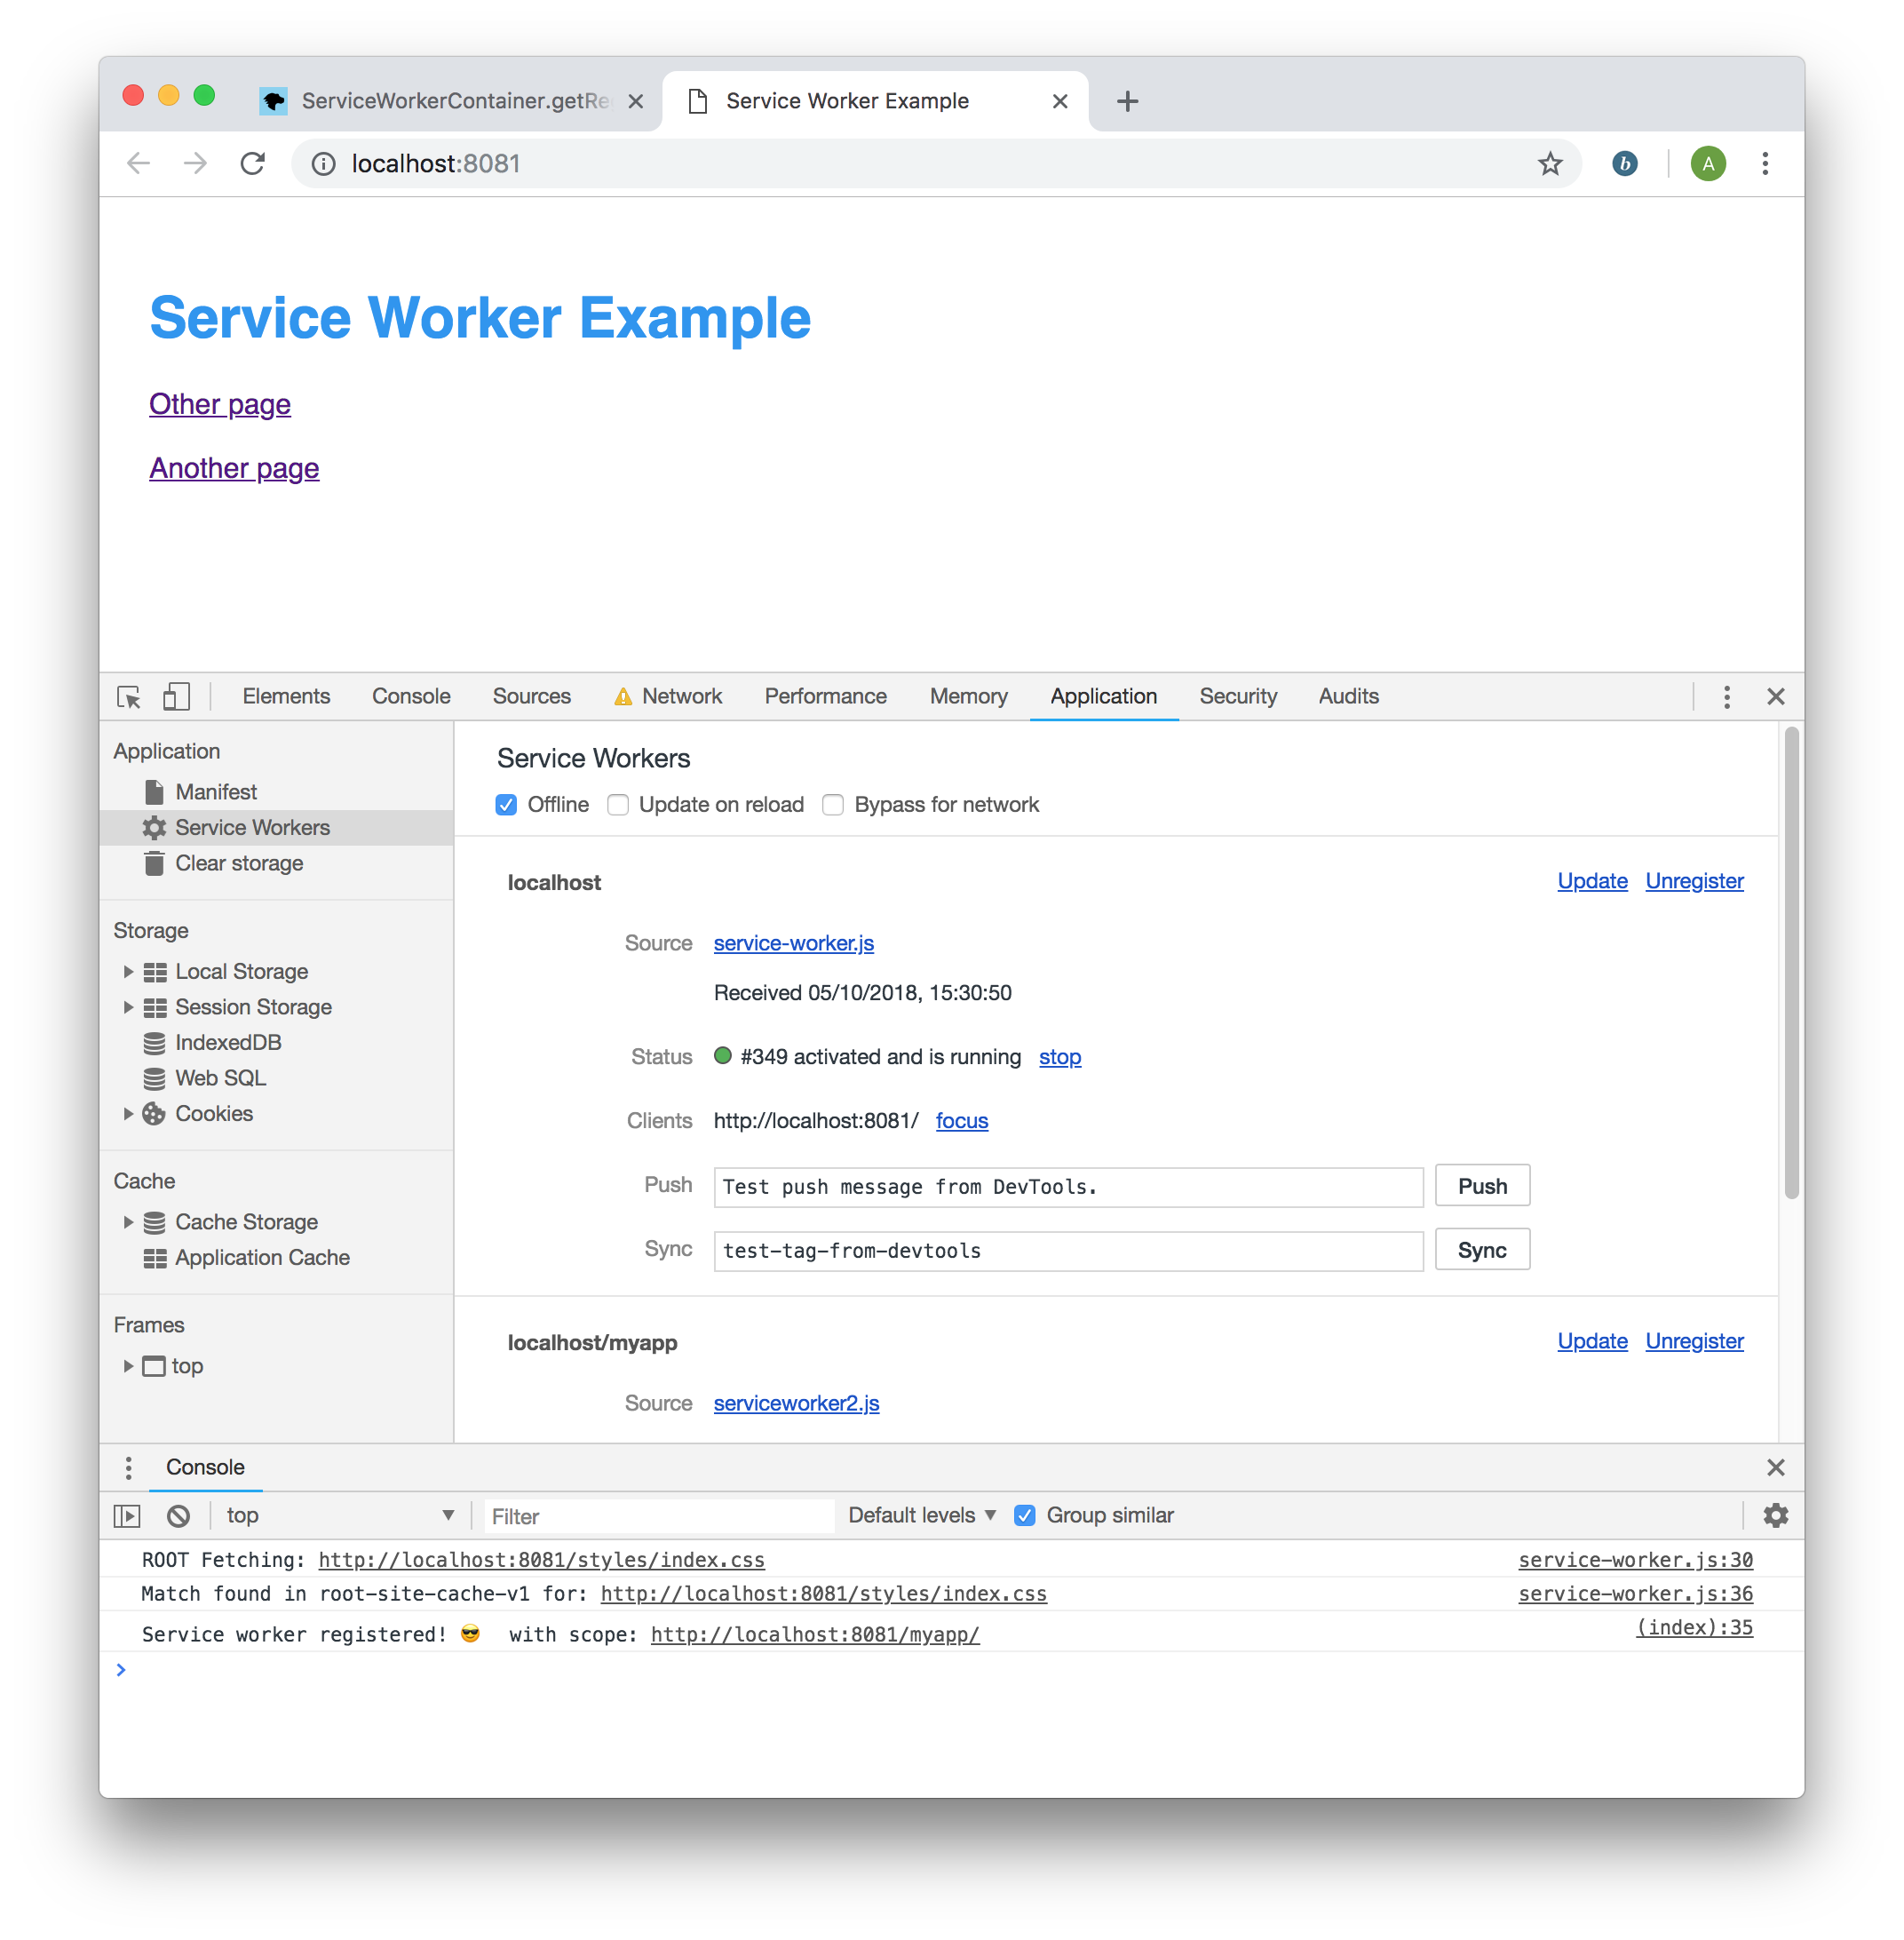 ServiceWorkerContainer.getRe
Service Worker Example
localhost:8081
b
A
Service Worker Example
Other page
Another page
Elements Console Sources Network Performance Memory Application Security Audits
Application
Manifest
Service Workers
Clear storage
Storage
Local Storage
Session Storage
IndexedDB
Web SQL
Cookies
Cache
Cache Storage
Application Cache
Frames
top
Service Workers
Offline Update on reload Bypass for network
localhost Update Unregister
Source service-worker.js
Received 05/10/2018, 15:30:50
Status #349 activated and is running stop
Clients http://localhost:8081/ focus
Push Test push message from DevTools. Push
Sync test-tag-from-devtools Sync
localhost/myapp Update Unregister
Source serviceworker2.js
Console
top Filter Default levels Group similar
ROOT Fetching: http://localhost:8081/styles/index.css service-worker.js:30
Match found in root-site-cache-v1 for: http://localhost:8081/styles/index.css service-worker.js:36
Service worker registered! 😎 with scope: http://localhost:8081/myapp/ (index):35